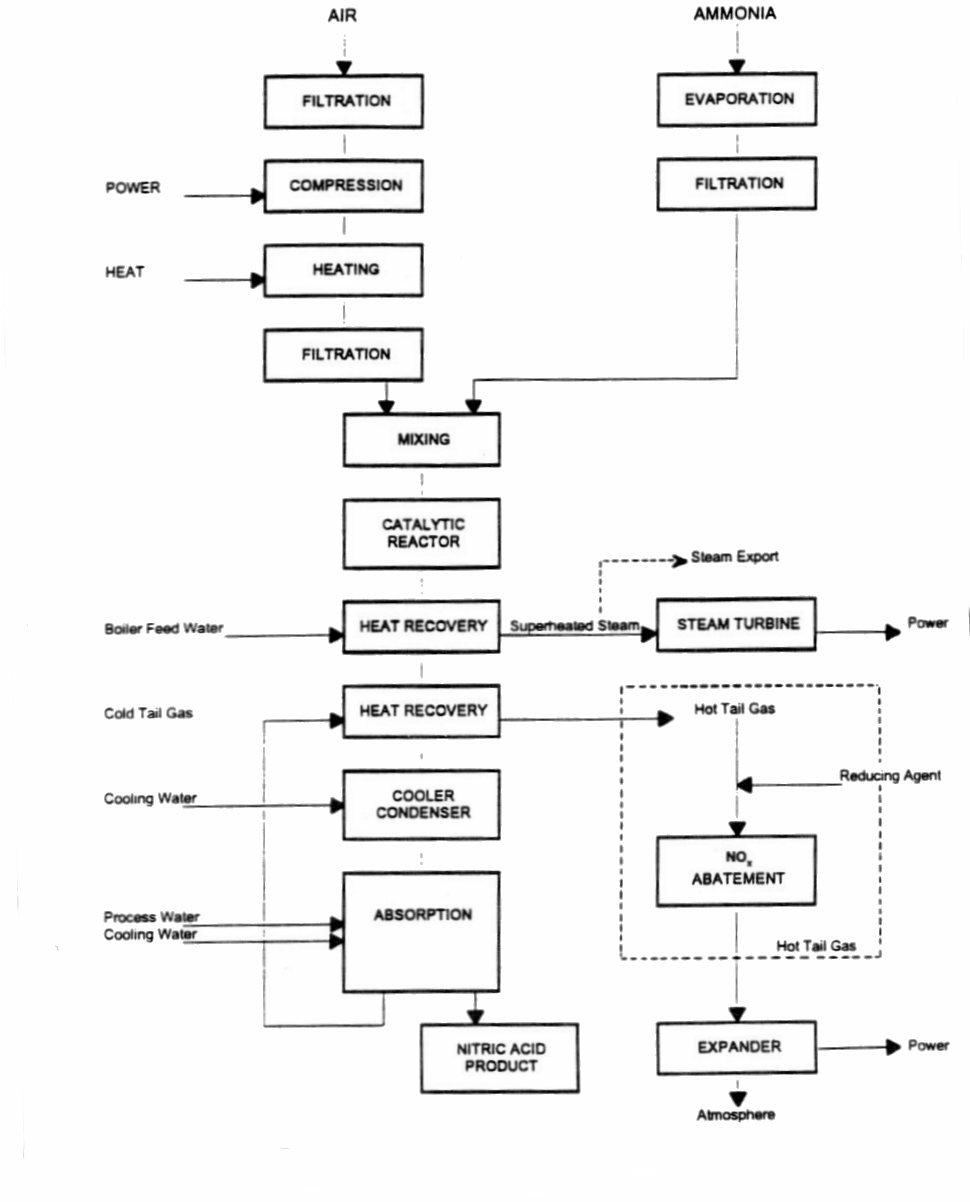 AIR
AMMONIA
FILTRATION
EVAPORATION
POWER
COMPRESSION
FILTRATION
HEAT
HEATING
FILTRATION
MIXING
CATALYTIC
REACTOR
Steam Export
Boiler Feed Water
HEAT RECOVERY
Superheated Steam
STEAM TURBINE
Power
Cold Tail Gas
HEAT RECOVERY
Hot Tail Gas
Reducing Agent
Cooling Water
COOLER
CONDENSER
NOx
ABATEMENT
Process Water
Cooling Water
ABSORPTION
Hot Tail Gas
NITRIC ACID
PRODUCT
EXPANDER
Power
Atmosphere